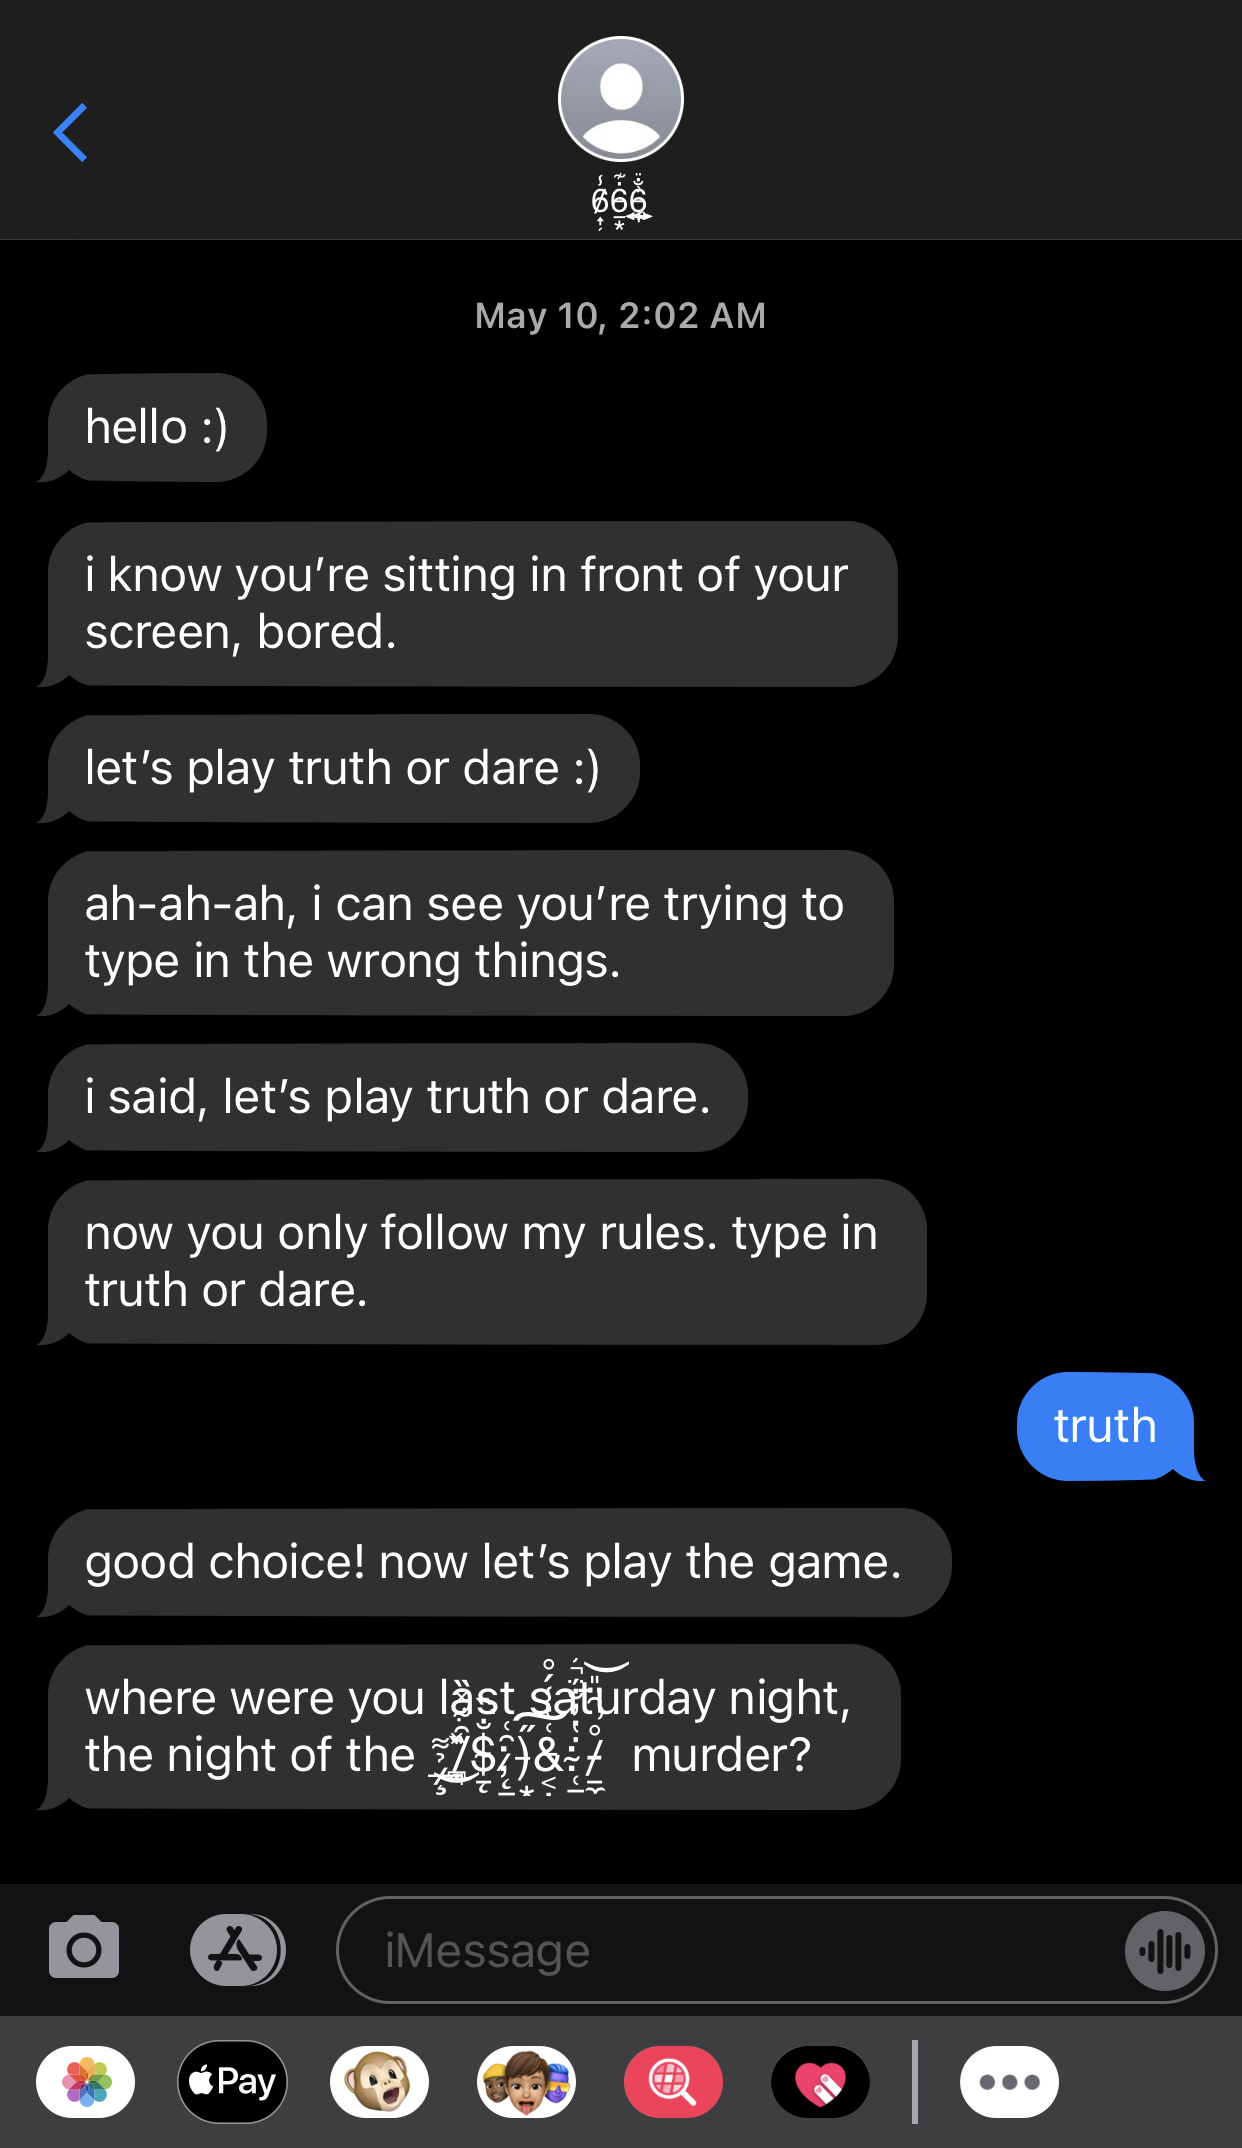 666
May 10, 2:02 AM
hello :)
i know you’re sitting in front of your
screen, bored.
let’s play truth or dare :)
ah-ah-ah, i can see you’re trying to
type in the wrong things.
i said, let’s play truth or dare.
now you only follow my rules. type in
truth or dare.
truth
good choice! now let’s play the game.
where were you last saturday night,
the night of the murder?
iMessage
Pay